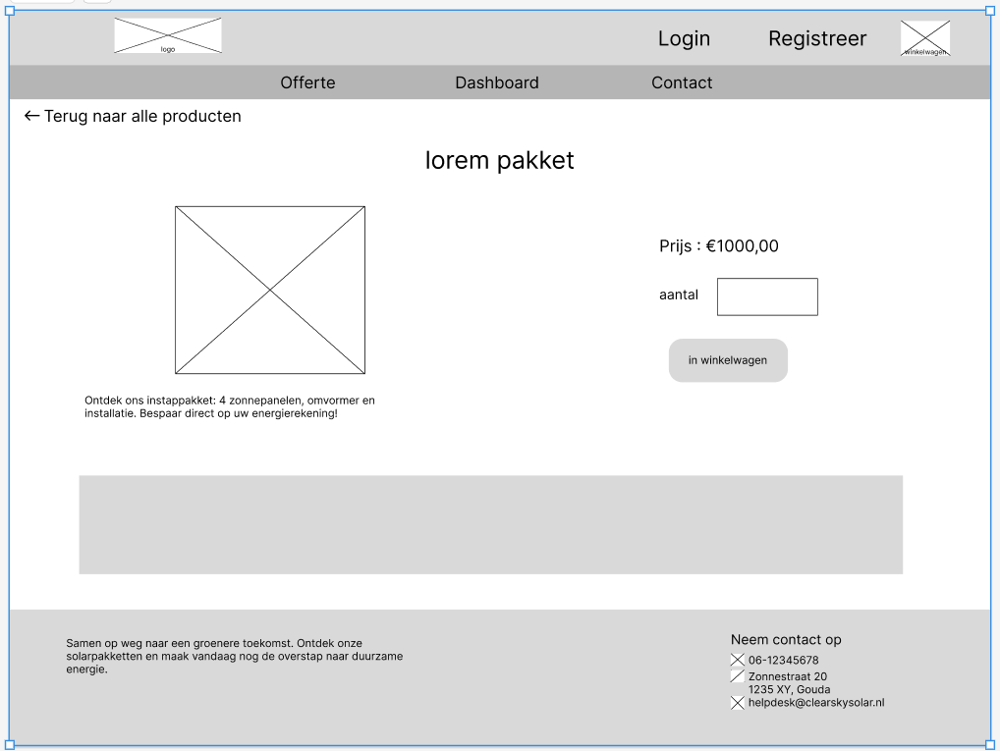 logo
Login
Registreer
winkelwagen
Offerte
Dashboard
Contact
← Terug naar alle producten
lorem pakket
Prijs : €1000,00
aantal
in winkelwagen
Ontdek ons instappakket: 4 zonnepanelen, omvormer en
installatie. Bespaar direct op uw energierekening!
Samen op weg naar een groenere toekomst. Ontdek onze
solarpakketten en maak vandaag nog de overstap naar duurzame
energie.
Neem contact op
06-12345678
Zonnestraat 20
1235 XY, Gouda
helpdesk@clearskysolar.nl